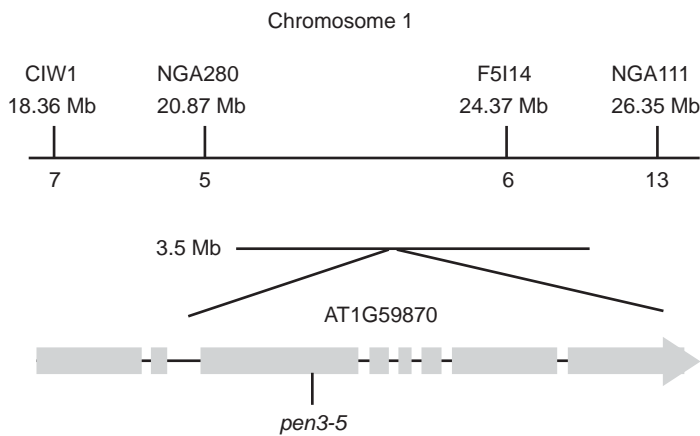 Chromosome 1
CIW1 NGA280 F5I14 NGA111
18.36 Mb 20.87 Mb 24.37 Mb 26.35 Mb
7 5 6 13
3.5 Mb
AT1G59870
pen3-5